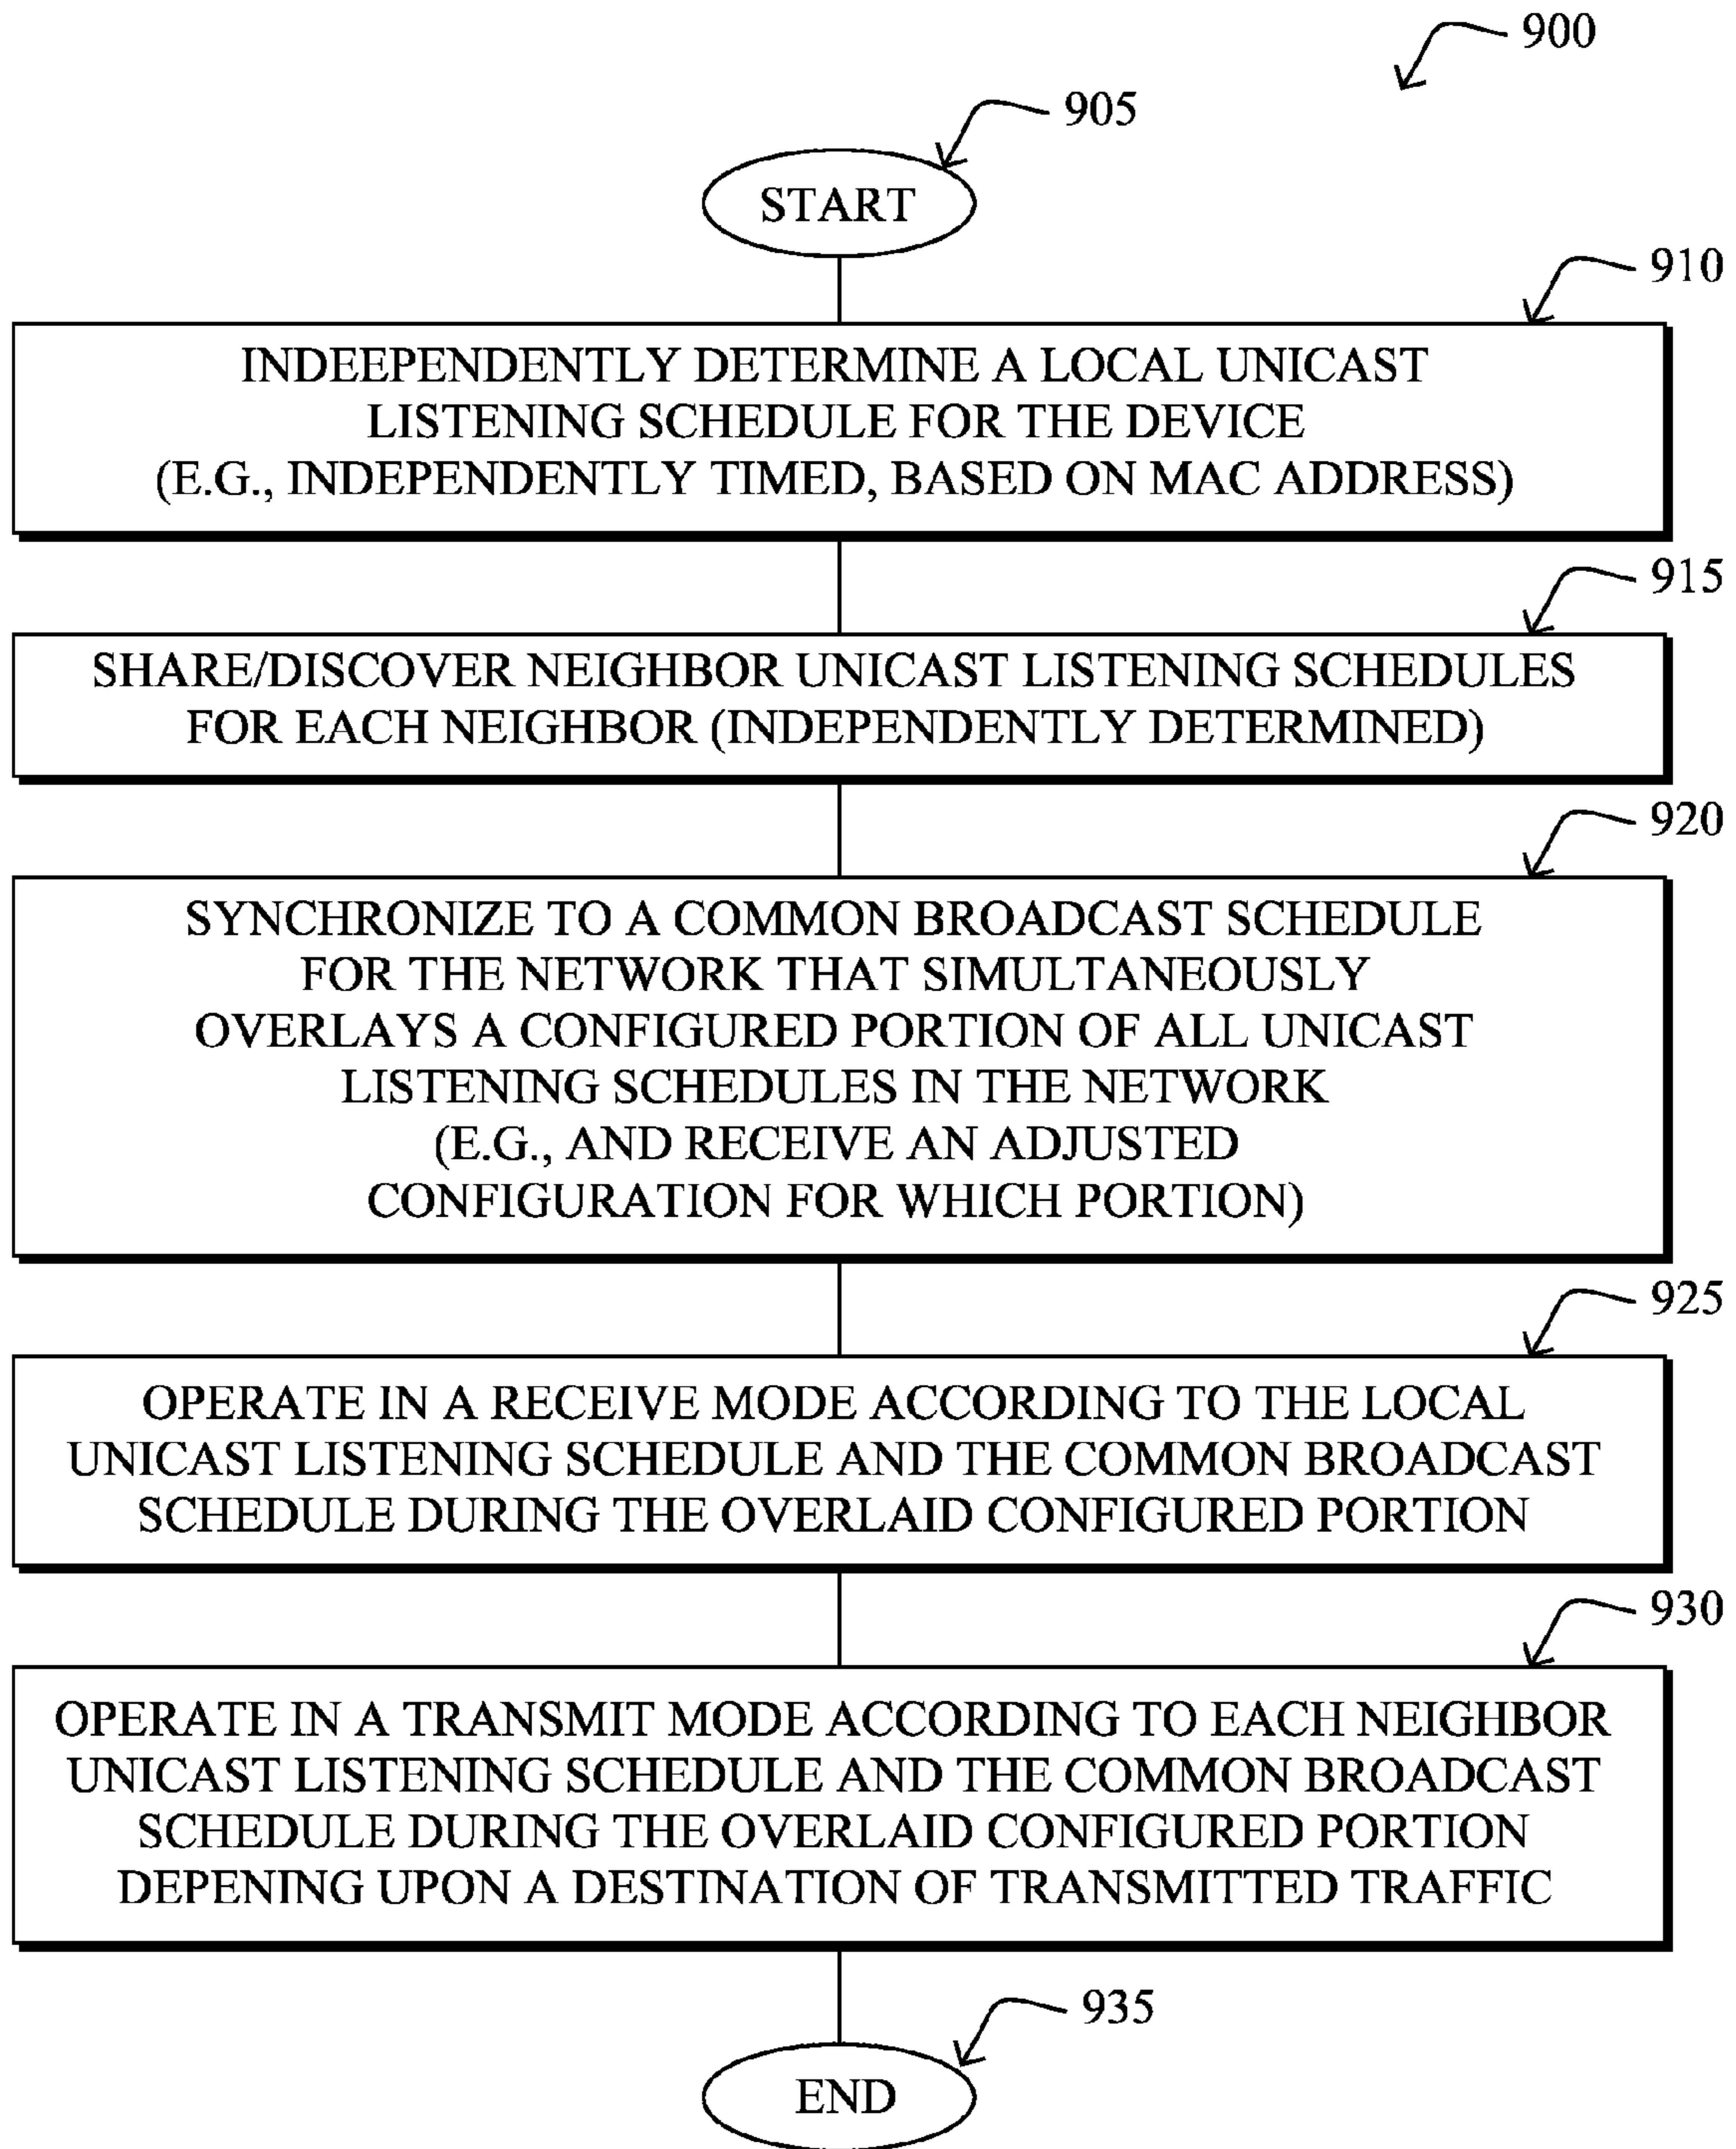 900
905
START
910
INDEEPENDENTLY DETERMINE A LOCAL UNICAST
LISTENING SCHEDULE FOR THE DEVICE
(E.G., INDEPENDENTLY TIMED, BASED ON MAC ADDRESS)
915
SHARE/DISCOVER NEIGHBOR UNICAST LISTENING SCHEDULES
FOR EACH NEIGHBOR (INDEPENDENTLY DETERMINED)
920
SYNCHRONIZE TO A COMMON BROADCAST SCHEDULE
FOR THE NETWORK THAT SIMULTANEOUSLY
OVERLAYS A CONFIGURED PORTION OF ALL UNICAST
LISTENING SCHEDULES IN THE NETWORK
(E.G., AND RECEIVE AN ADJUSTED
CONFIGURATION FOR WHICH PORTION)
925
OPERATE IN A RECEIVE MODE ACCORDING TO THE LOCAL
UNICAST LISTENING SCHEDULE AND THE COMMON BROADCAST
SCHEDULE DURING THE OVERLAID CONFIGURED PORTION
930
OPERATE IN A TRANSMIT MODE ACCORDING TO EACH NEIGHBOR
UNICAST LISTENING SCHEDULE AND THE COMMON BROADCAST
SCHEDULE DURING THE OVERLAID CONFIGURED PORTION
DEPENING UPON A DESTINATION OF TRANSMITTED TRAFFIC
935
END